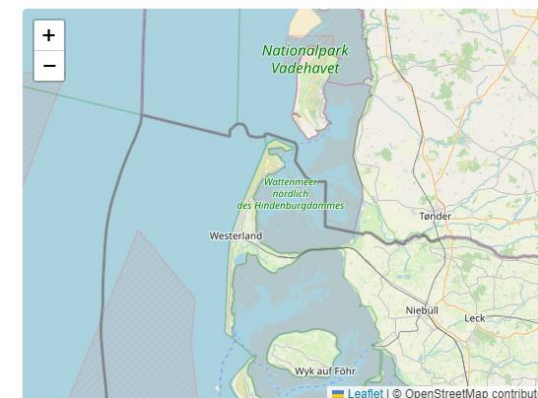 +
−
Nationalpark
Vadehavet
Wattenmeer
nördlich
des Hindenburgdammes
Tønder
Westerland
Niebüll
Leck
Wyk auf Föhr
Leaflet | © OpenStreetMap contribut